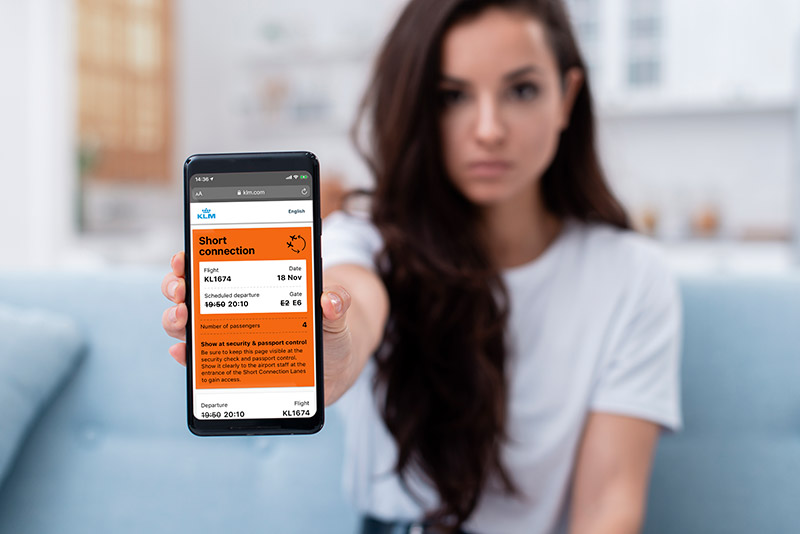 14:36
AA klm.com
KLM English
Short
connection
Flight Date
KL1674 18 Nov
Scheduled departure Gate
19:50 20:10 E2 E6
Number of passengers 4
Show at security & passport control
Be sure to keep this page visible at the
security check and passport control.
Show it clearly to the airport staff at the
entrance of the Short Connection Lanes
to gain access.
Departure Flight
19:50 20:10 KL1674